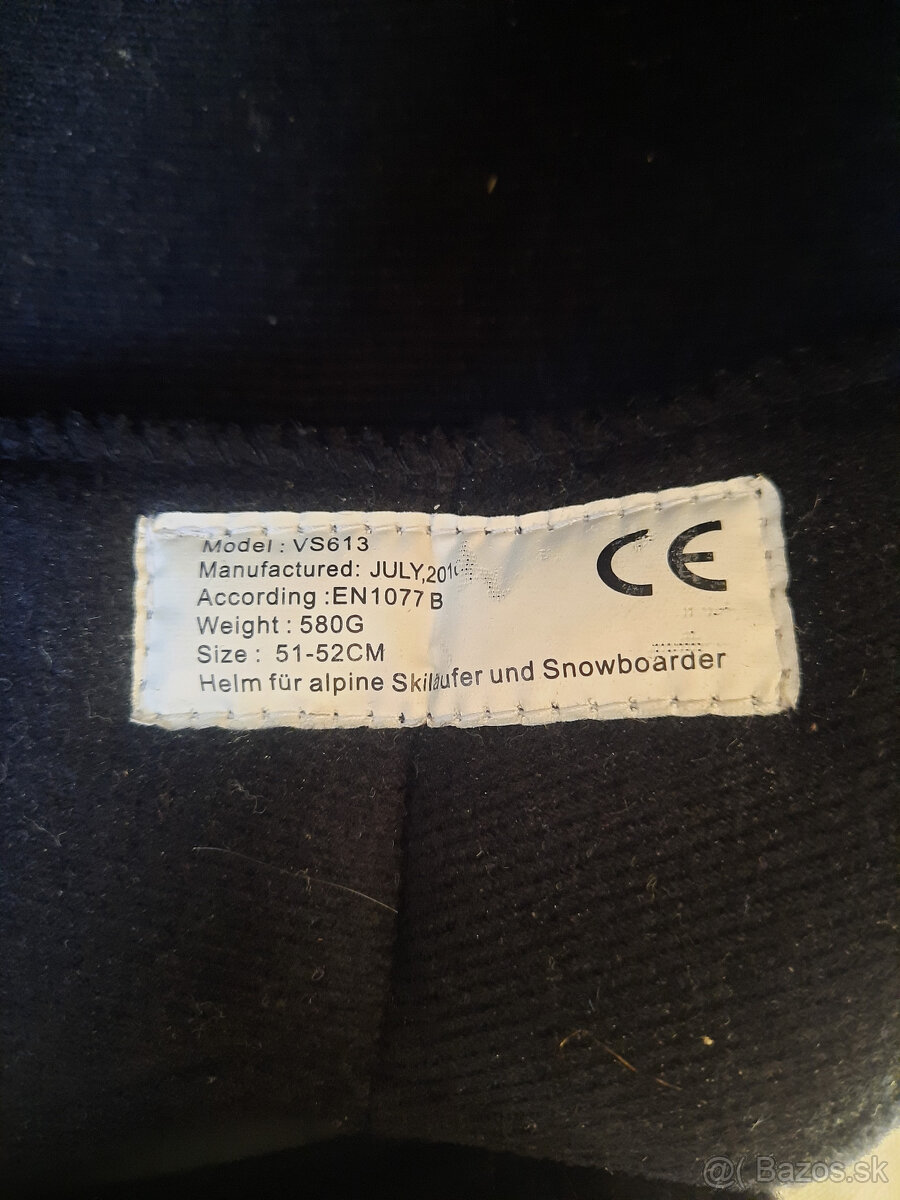 Model : VS613
Manufactured: JULY,
According :EN1077 B
Weight : 580G
Size : 51-52CM
Helm für alpine Skiläufer und Snowboarder
CE
@( Bazos.sk